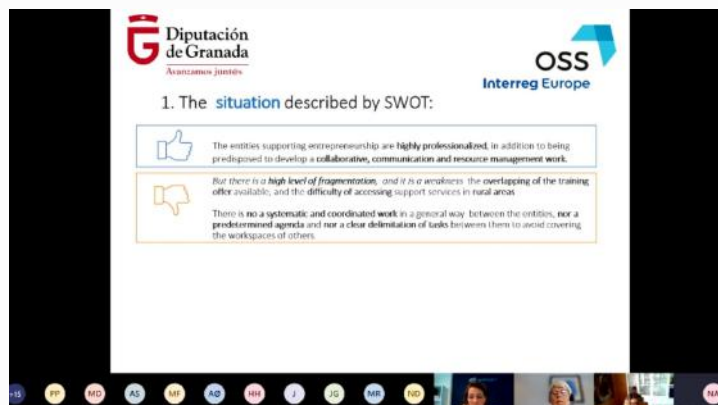 Diputación
de Granada
Avanzamos juntos
OSS
Interreg Europe
1. The situation described by SWOT:
The entities supporting entrepreneurship are highly professionalized, in addition to being
predisposed to develop a collaborative, communication and resource management work.
But there is a high level of fragmentation, and it is a weakness the overlapping of the training
offer available, and the difficulty of accessing support services in rural areas
There is no a systematic and coordinated work in a general way between the entities, nor a
predetermined agenda and nor a clear delimitation of tasks between them to avoid covering
the workspaces of others
+15 PP MD AS MF AØ HH J JG MR ND